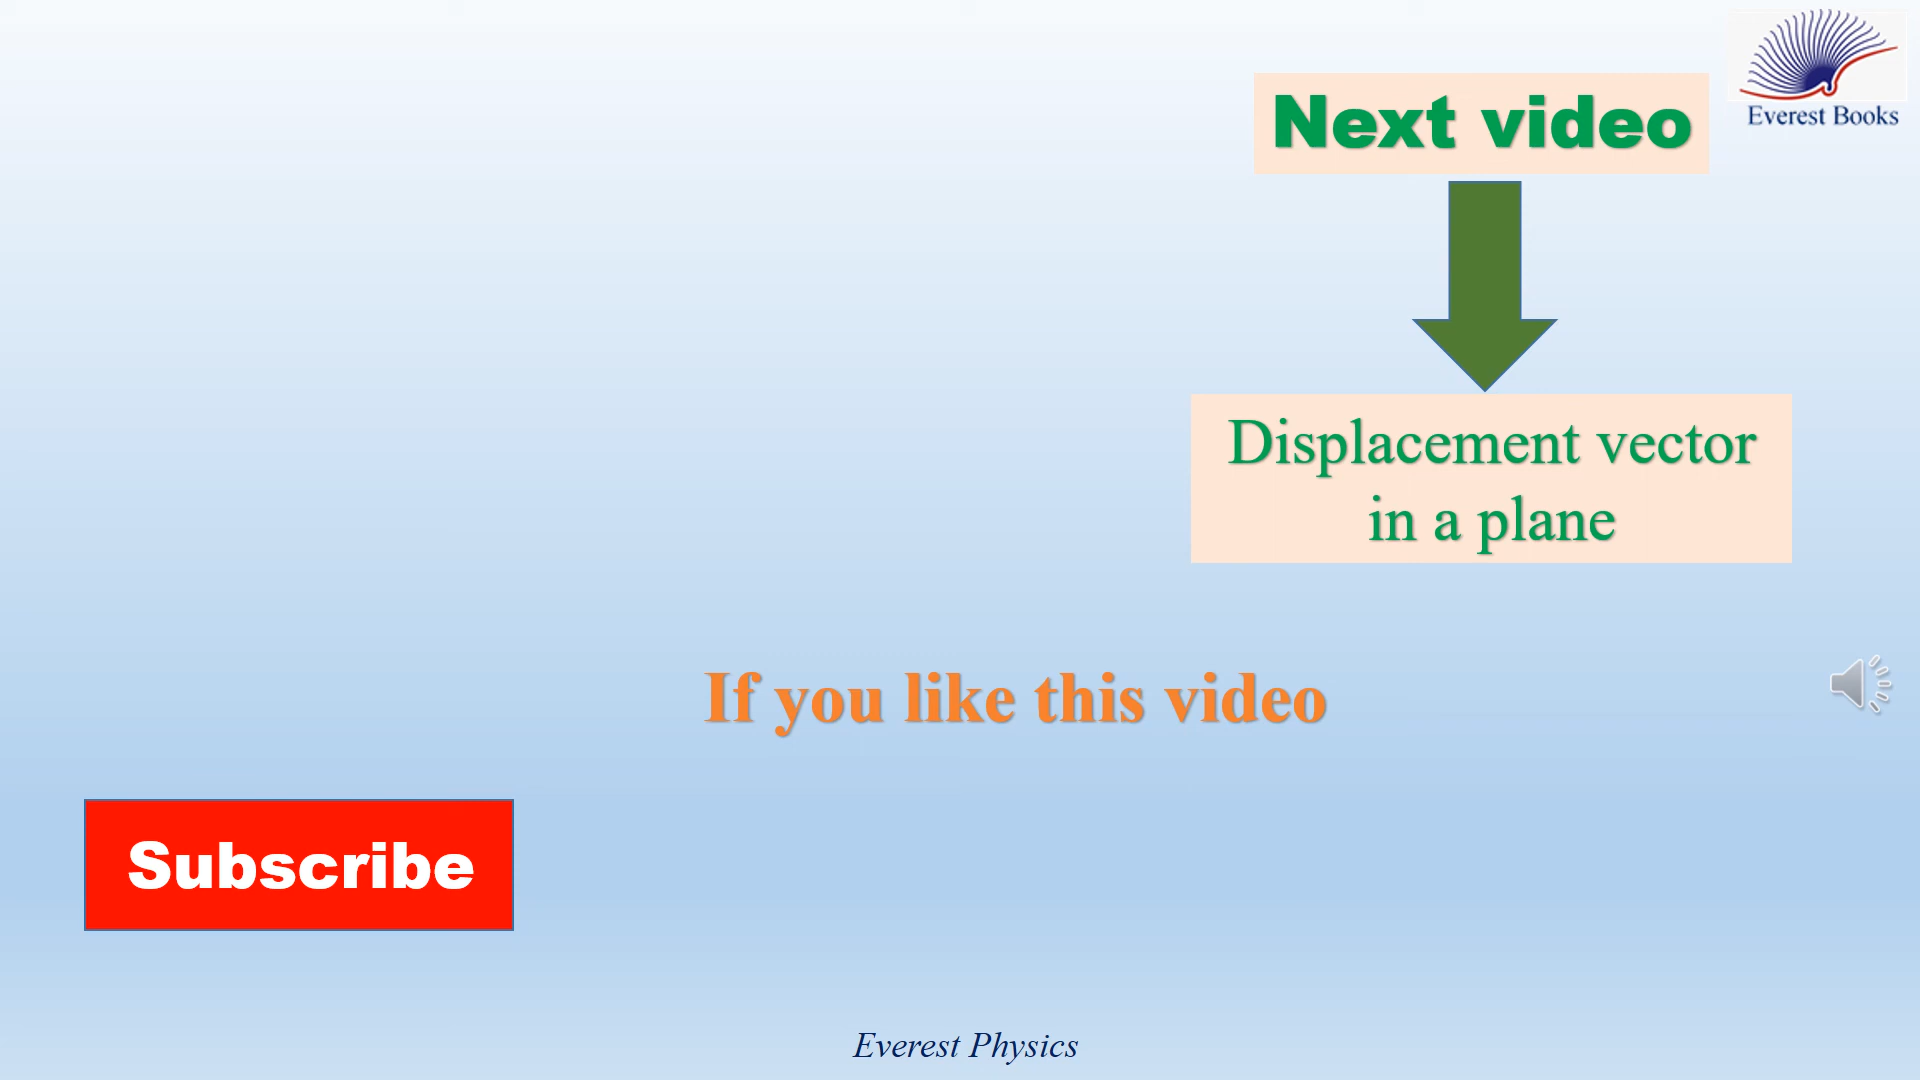 Everest Books
Next video
Displacement vector
in a plane
If you like this video
Subscribe
Everest Physics